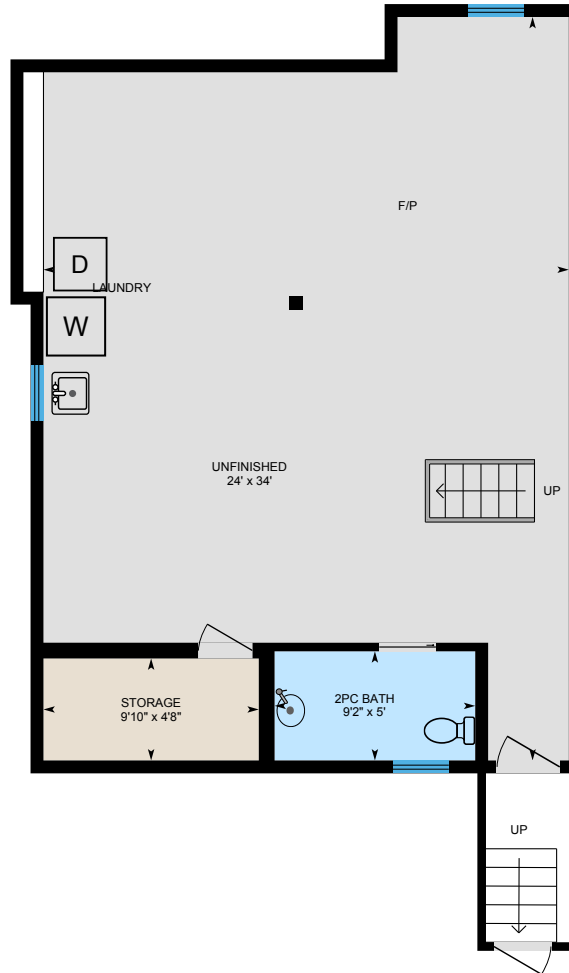 F/P
D
LAUNDRY
W
UNFINISHED
24' x 34'
UP
STORAGE
9'10" x 4'8"
2PC BATH
9'2" x 5'
UP